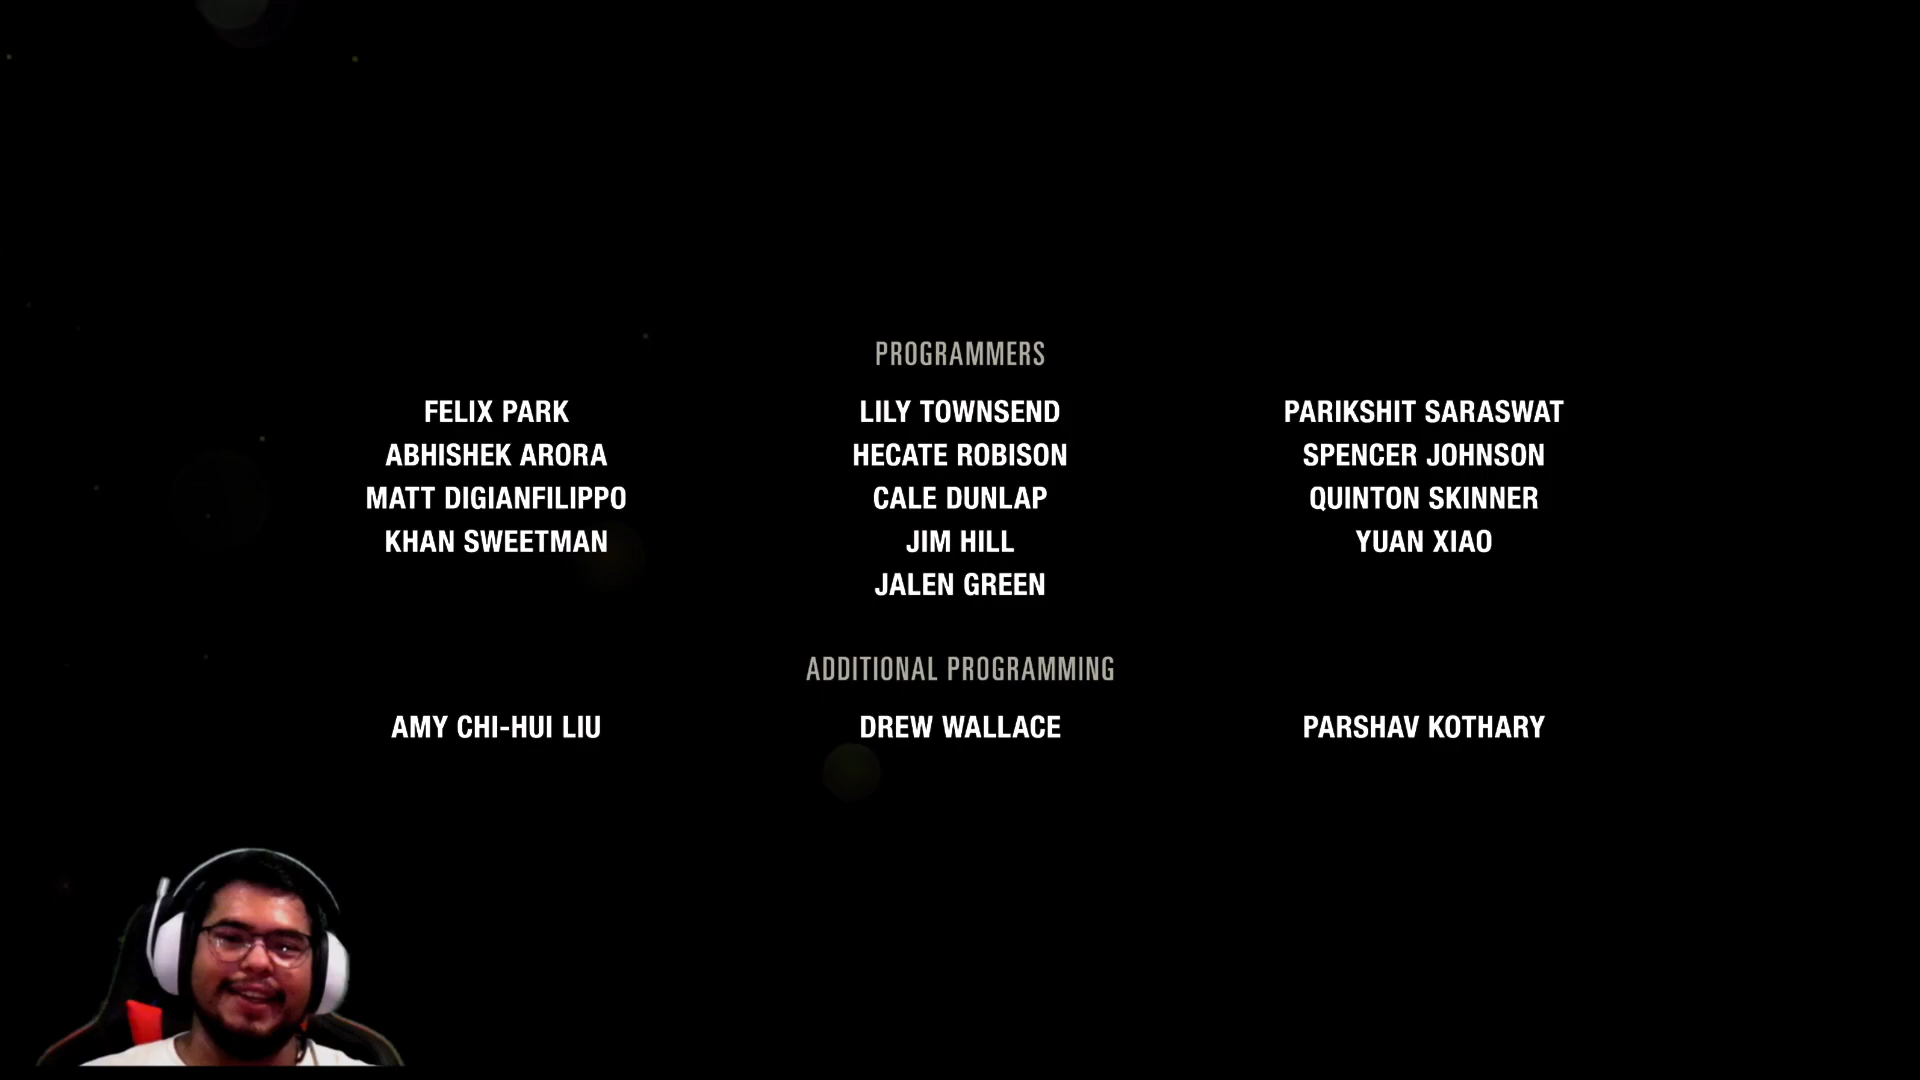 PROGRAMMERS
FELIX PARK LILY TOWNSEND PARIKSHIT SARASWAT
ABHISHEK ARORA HECATE ROBISON SPENCER JOHNSON
MATT DIGIANFILIPPO CALE DUNLAP QUINTON SKINNER
KHAN SWEETMAN JIM HILL YUAN XIAO
JALEN GREEN
ADDITIONAL PROGRAMMING
AMY CHI-HUI LIU DREW WALLACE PARSHAV KOTHARY